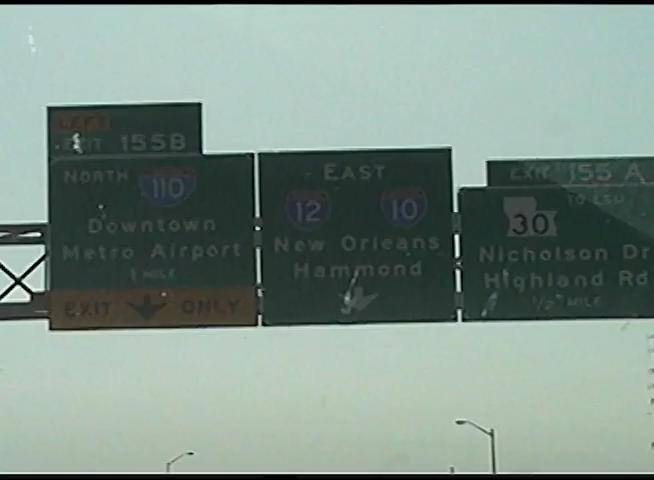 LEFT
EXIT 155B
NORTH 110
Downtown
Metro Airport
1 MILE
EXIT ONLY
EAST
12 10
New Orleans
Hammond
EXIT 155 A
TO LSU
30
Nicholson Dr
Highland Rd
1/2 MILE